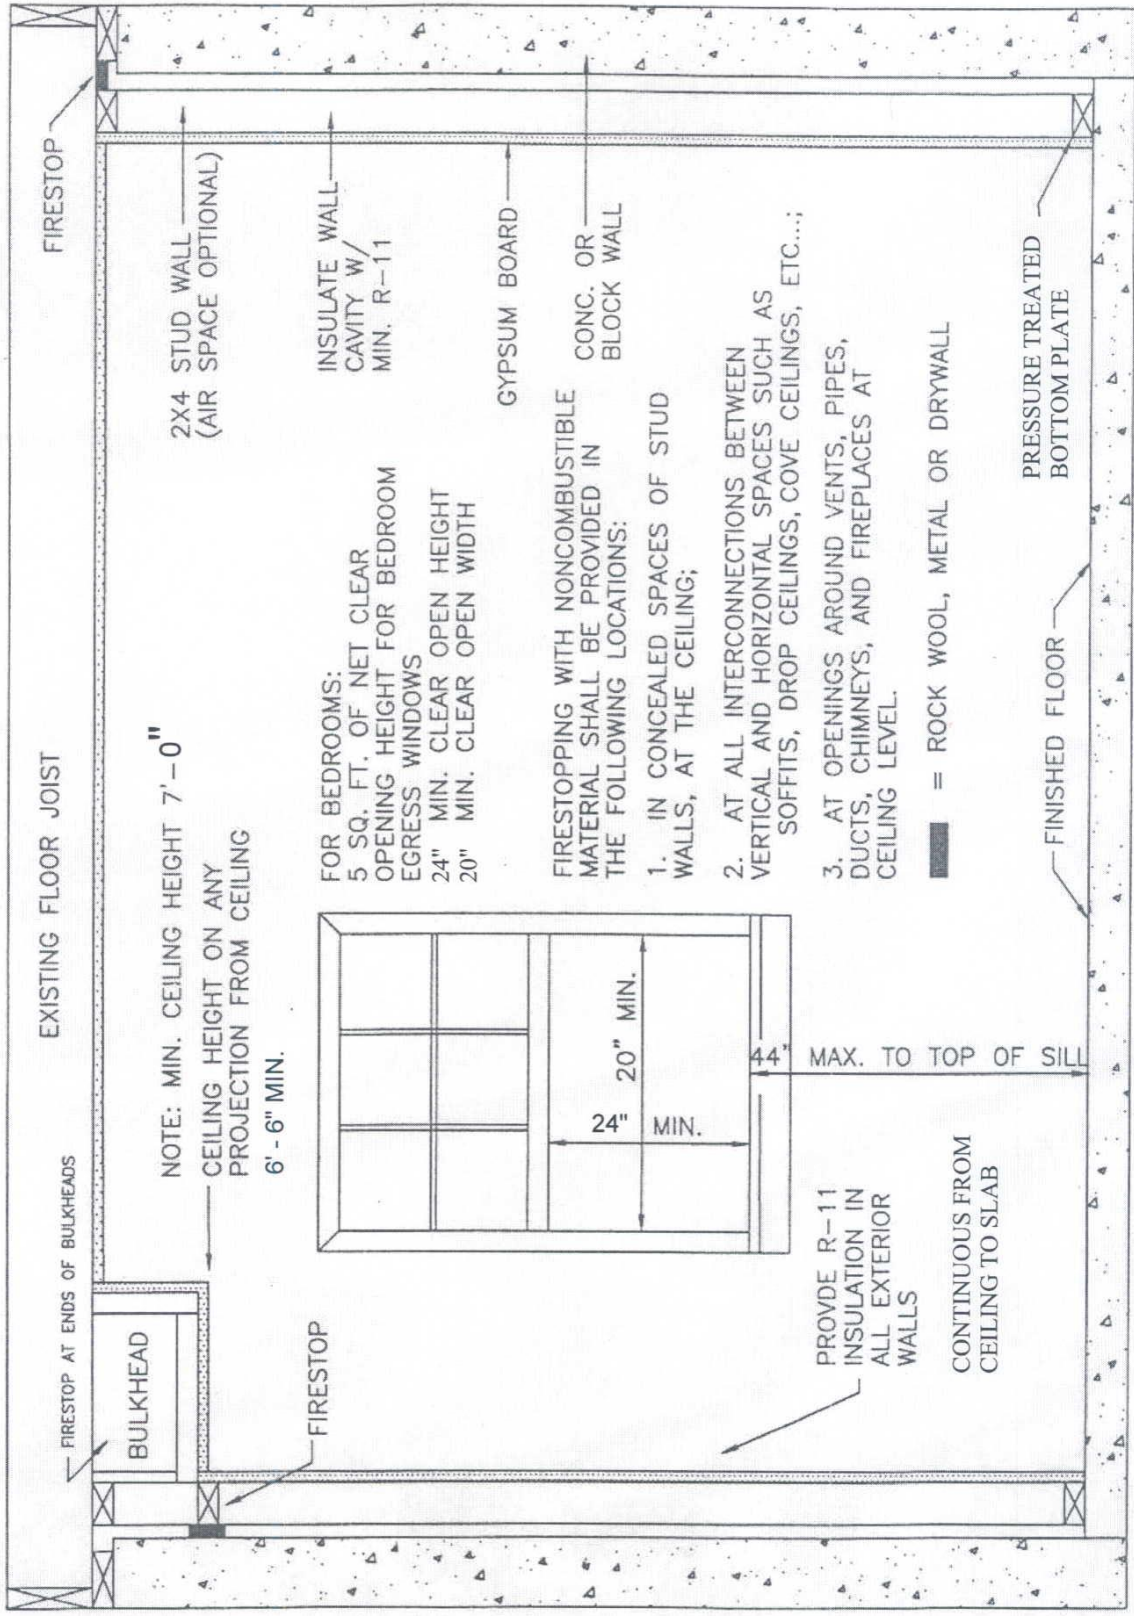 EXISTING FLOOR JOIST
FIRESTOP AT ENDS OF BULKHEADS
BULKHEAD
FIRESTOP
NOTE: MIN. CEILING HEIGHT 7'-0"
CEILING HEIGHT ON ANY
PROJECTION FROM CEILING
6' - 6" MIN.
FIRESTOP
2X4 STUD WALL
(AIR SPACE OPTIONAL)
INSULATE WALL
CAVITY W/
MIN. R-11
GYPSUM BOARD
CONC. OR
BLOCK WALL
FOR BEDROOMS:
5 SQ. FT. OF NET CLEAR
OPENING HEIGHT FOR BEDROOM
EGRESS WINDOWS
24" MIN. CLEAR OPEN HEIGHT
20" MIN. CLEAR OPEN WIDTH
FIRESTOPPING WITH NONCOMBUSTIBLE
MATERIAL SHALL BE PROVIDED IN
THE FOLLOWING LOCATIONS:
1. IN CONCEALED SPACES OF STUD
WALLS, AT THE CEILING;
2. AT ALL INTERCONNECTIONS BETWEEN
VERTICAL AND HORIZONTAL SPACES SUCH AS
SOFFITS, DROP CEILINGS, COVE CEILINGS, ETC...;
3. AT OPENINGS AROUND VENTS, PIPES,
DUCTS, CHIMNEYS, AND FIREPLACES AT
CEILING LEVEL.
= ROCK WOOL, METAL OR DRYWALL
20" MIN.
24" MIN.
44" MAX. TO TOP OF SILL
PROVDE R-11
INSULATION IN
ALL EXTERIOR
WALLS
CONTINUOUS FROM
CEILING TO SLAB
FINISHED FLOOR
PRESSURE TREATED
BOTTOM PLATE